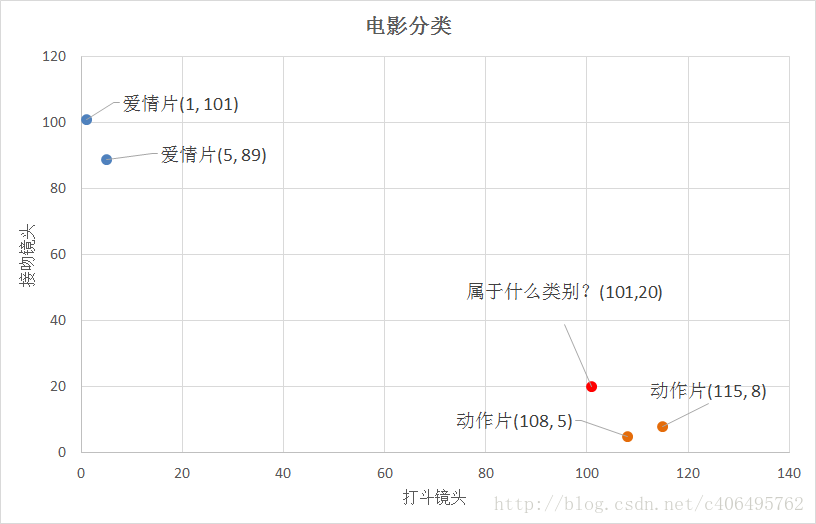 电影分类
120
爱情片(1, 101)
100
爱情片(5, 89)
80
60
接吻镜头
属于什么类别？(101,20)
40
20
动作片(115, 8)
动作片(108, 5)
0
0 20 40 60 80 100 120 140
打斗镜头
http://blog.csdn.net/c406495762